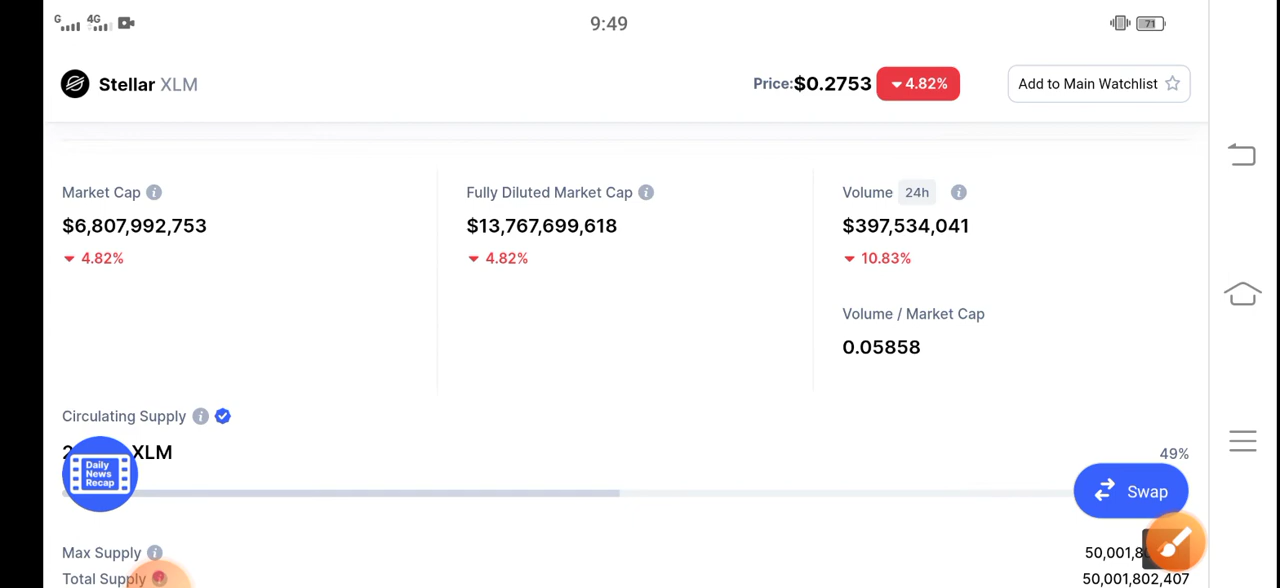 G 4G
9:49
71
Stellar XLM
Price:$0.2753 4.82%
Add to Main Watchlist
Market Cap
Fully Diluted Market Cap
Volume 24h
$6,807,992,753
$13,767,699,618
$397,534,041
4.82%
4.82%
10.83%
Volume / Market Cap
0.05858
Circulating Supply
XLM
49%
Daily
News
Recap
Swap
Max Supply
Total Supply
50,001,802,407